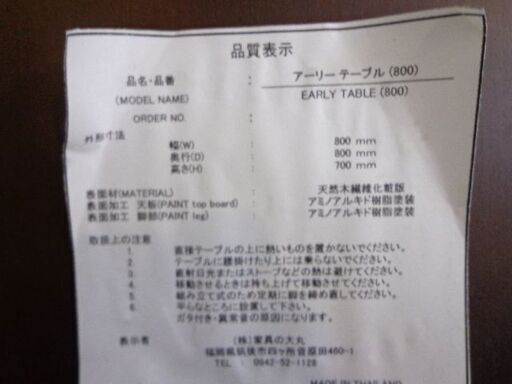 品質表示
品名・品番 : アーリー テーブル (800)
(MODEL NAME) EARLY TABLE (800)
ORDER NO. :
外形寸法
幅(W) : 800 mm
奥行(D) : 800 mm
高さ(H) : 700 mm
表面材(MATERIAL) : 天然木繊維化粧版
表面加工 天板(PAINT top board) : アミノアルキド樹脂塗装
表面加工 脚部(PAINT leg) : アミノアルキド樹脂塗装
取扱上の注意
1. 直接テーブルの上に熱いものを置かないでください。
2. テーブルに腰掛けたり上には乗らないでください。
3. 直射日光またはストーブなどの熱は避けてください。
4. 移動させるときは持ち上げて移動させてください。
5. 組み立て式のため定期に脚を締め直してください。
6. 平らなところに設置して下さい。
ガタ付き・異常音の原因になります。
表示者 : (株)家具の大丸
福岡県筑後市四ヶ所音原田460-1
TEL : 0942-52-1128
MADE IN THAILAND